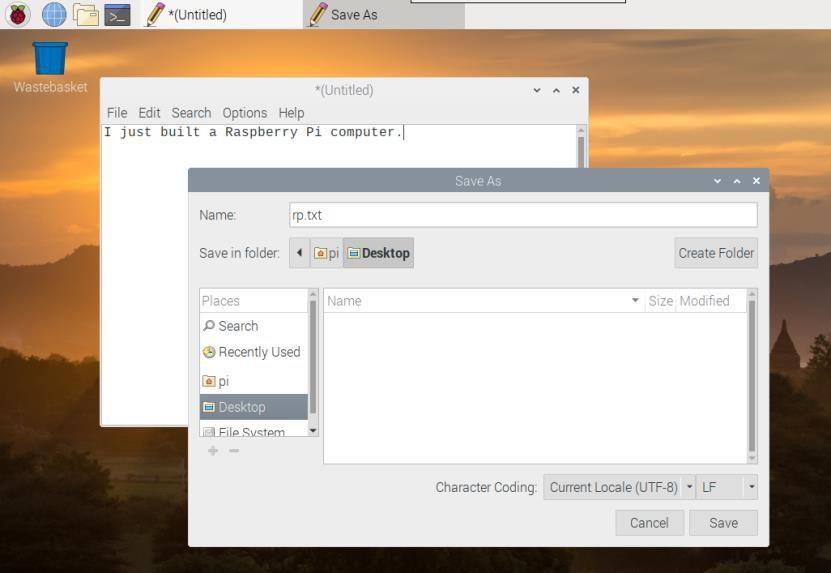 *(Untitled) Save As
Wastebasket
*(Untitled)
File Edit Search Options Help
I just built a Raspberry Pi computer.
Save As
Name: rp.txt
Save in folder: pi Desktop Create Folder
Places
Search
Recently Used
pi
Desktop
File System
Name Size Modified
Character Coding: Current Locale (UTF-8) LF
Cancel Save